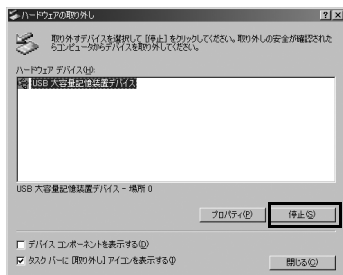 ハードウェアの取り外し
取り外すデバイスを選択して [停止] をクリックしてください。取り外しの安全が確認された
らコンピュータからデバイスを取り外してください。
ハードウェア デバイス(H):
USB 大容量記憶装置デバイス
USB 大容量記憶装置デバイス - 場所 0
プロパティ(P)
停止(S)
デバイス コンポーネントを表示する(D)
タスク バーに [取り外し] アイコンを表示する(I)
閉じる(C)